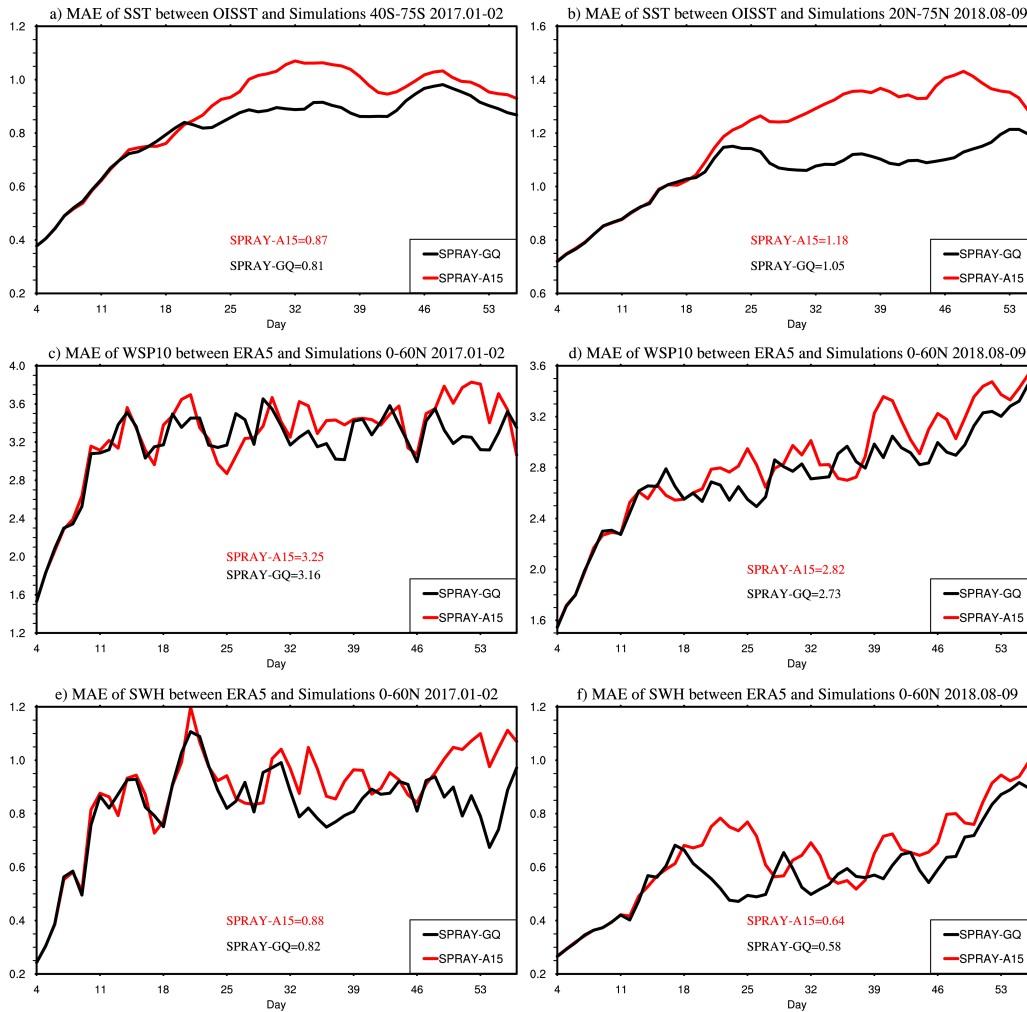 a) MAE of SST between OISST and Simulations 40S-75S 2017.01-02
1.2
1.0
0.8
0.6
0.4
0.2
SPRAY-A15=0.87
SPRAY-GQ=0.81
SPRAY-GQ
SPRAY-A15
4 11 18 25 32 39 46 53
Day
b) MAE of SST between OISST and Simulations 20N-75N 2018.08-09
1.6
1.4
1.2
1.0
0.8
0.6
SPRAY-A15=1.18
SPRAY-GQ=1.05
SPRAY-GQ
SPRAY-A15
4 11 18 25 32 39 46 53
Day
c) MAE of WSP10 between ERA5 and Simulations 0-60N 2017.01-02
4.0
3.6
3.2
2.8
2.4
2.0
1.6
1.2
SPRAY-A15=3.25
SPRAY-GQ=3.16
SPRAY-GQ
SPRAY-A15
4 11 18 25 32 39 46 53
Day
d) MAE of WSP10 between ERA5 and Simulations 0-60N 2018.08-09
3.6
3.2
2.8
2.4
2.0
1.6
SPRAY-A15=2.82
SPRAY-GQ=2.73
SPRAY-GQ
SPRAY-A15
4 11 18 25 32 39 46 53
Day
e) MAE of SWH between ERA5 and Simulations 0-60N 2017.01-02
1.2
1.0
0.8
0.6
0.4
0.2
SPRAY-A15=0.88
SPRAY-GQ=0.82
SPRAY-GQ
SPRAY-A15
4 11 18 25 32 39 46 53
Day
f) MAE of SWH between ERA5 and Simulations 0-60N 2018.08-09
1.2
1.0
0.8
0.6
0.4
0.2
SPRAY-A15=0.64
SPRAY-GQ=0.58
SPRAY-GQ
SPRAY-A15
4 11 18 25 32 39 46 53
Day